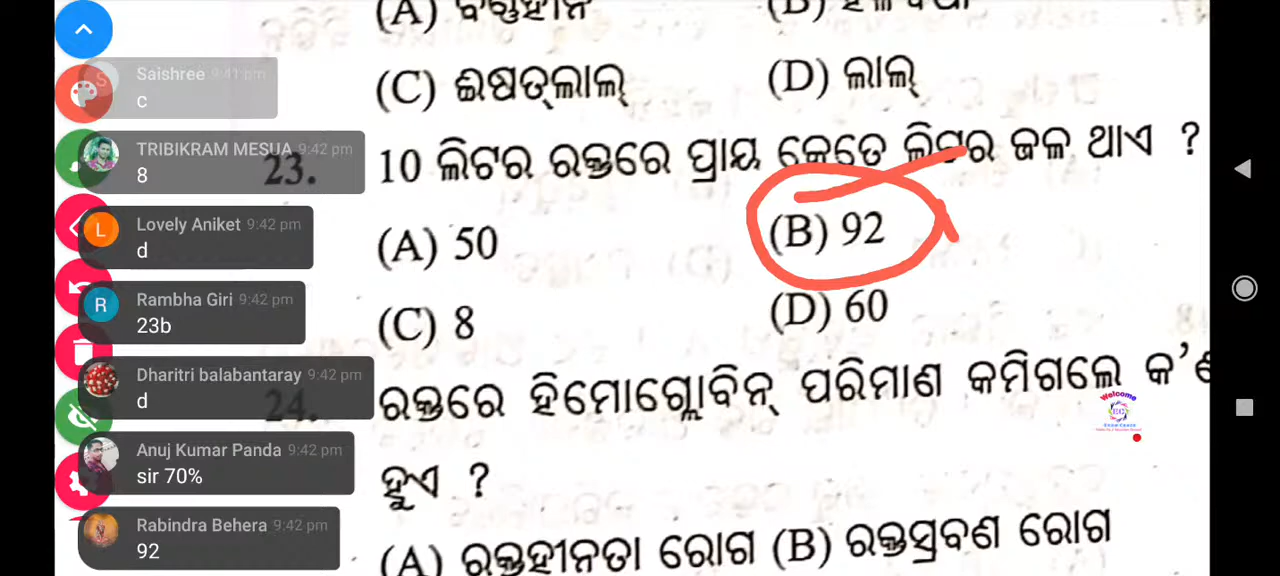 (A) ବର୍ଣ୍ଣହୀନ
(C) ଈଷତ୍‌ଲାଲ୍ (D) ଲାଲ୍
23. 10 ଲିଟର ରକ୍ତରେ ପ୍ରାୟ କେତେ ଲିଟର ଜଳ ଥାଏ ?
(A) 50 (B) 92
(C) 8 (D) 60
24. ରକ୍ତରେ ହିମୋଗ୍ଲୋବିନ୍ ପରିମାଣ କମିଗଲେ
ହୁଏ ?
(A) ରକ୍ତହୀନତା ରୋଗ (B) ରକ୍ତସ୍ରବଣ ରୋଗ
Saishree 9:41 pm
c
TRIBIKRAM MESUA 9:42 pm
8
L
Lovely Aniket 9:42 pm
d
R
Rambha Giri 9:42 pm
23b
Dharitri balabantaray 9:42 pm
d
Anuj Kumar Panda 9:42 pm
sir 70%
Rabindra Behera 9:42 pm
92
Welcome